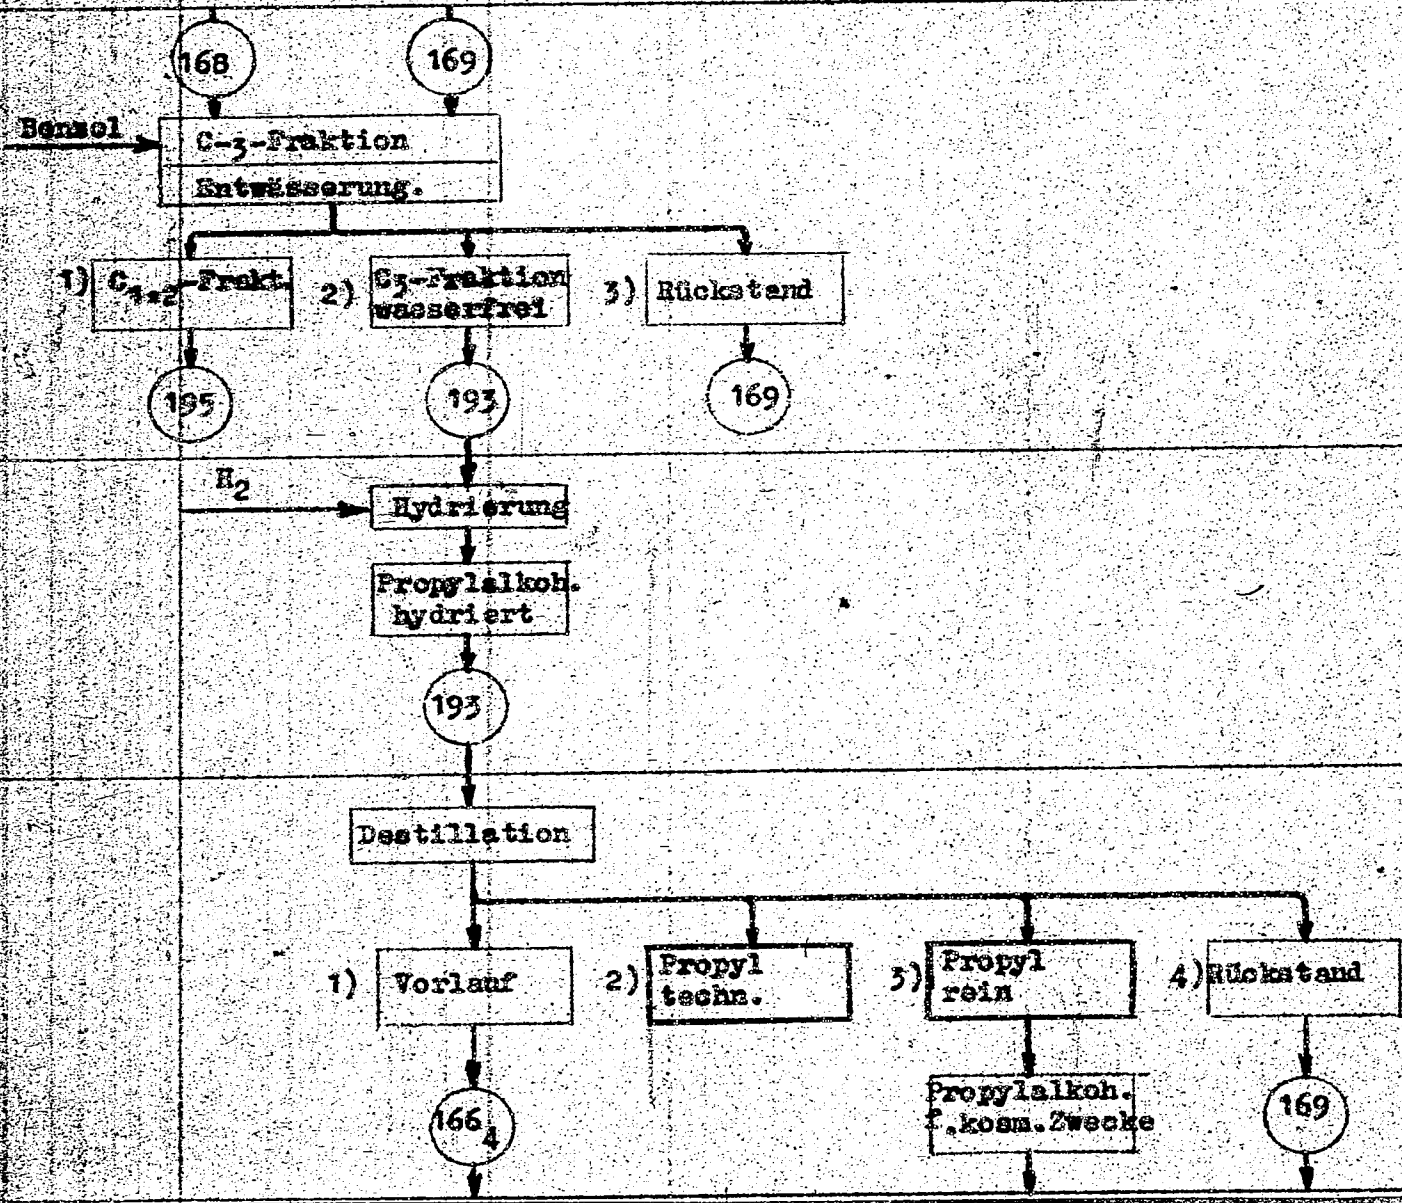 168
169
Benzol
C-3-Fraktion
Entwässerung.
1) C1+2-Frakt.
2) C3-Fraktion
wasserfrei
3) Rückstand
195
193
169
H2
Hydrierung
Propylalkoh.
hydriert
193
Destillation
1) Vorlauf
2) Propyl
techn.
3) Propyl
rein
4) Rückstand
166 4
Propylalkoh.
f.kosm.Zwecke
169